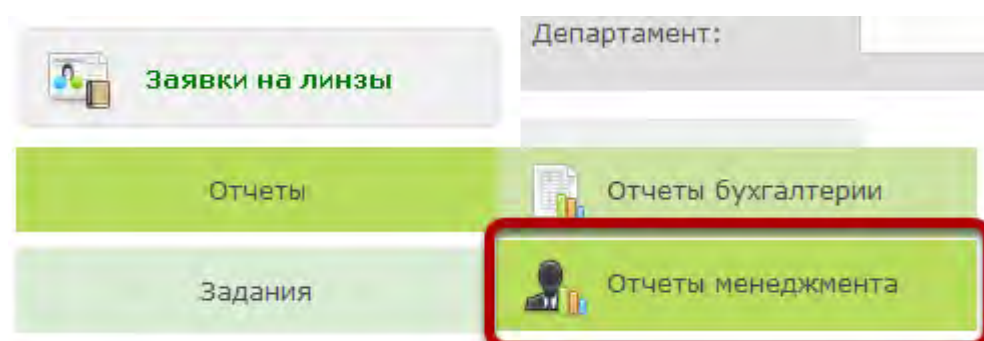 Департамент:
Заявки на линзы
Отчеты
Отчеты бухгалтерии
Отчеты менеджмента
Задания